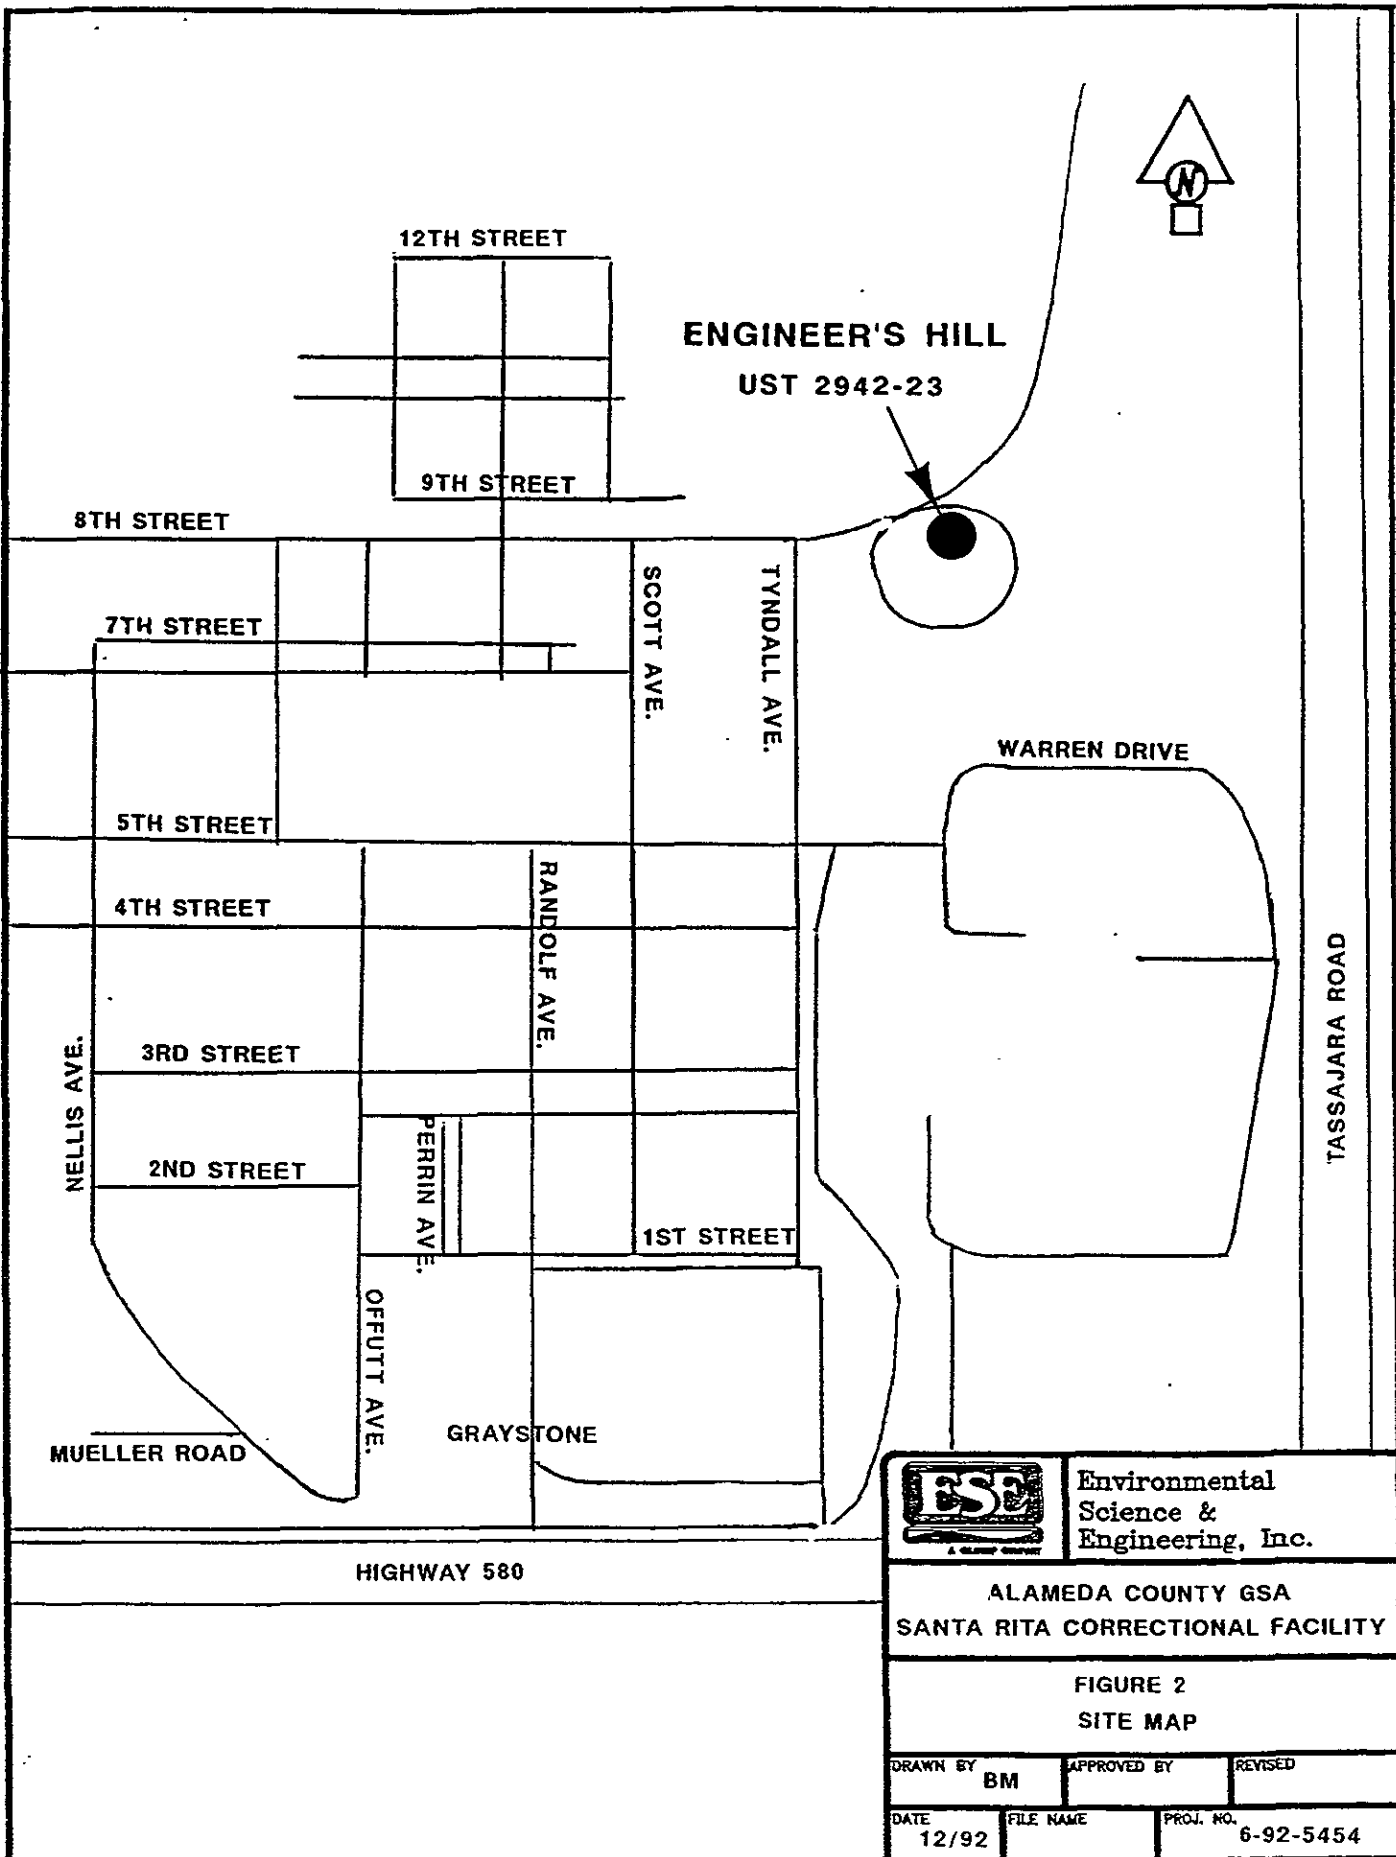 N
12TH STREET
ENGINEER'S HILL
UST 2942-23
9TH STREET
8TH STREET
SCOTT AVE.
TYNDALL AVE.
7TH STREET
WARREN DRIVE
5TH STREET
RANDOLF AVE.
4TH STREET
TASSAJARA ROAD
3RD STREET
NELLIS AVE.
PERRIN AVE.
2ND STREET
1ST STREET
OFFUTT AVE.
GRAYSTONE
MUELLER ROAD
HIGHWAY 580
ESE
Environmental
Science &
Engineering, Inc.
ALAMEDA COUNTY GSA
SANTA RITA CORRECTIONAL FACILITY
FIGURE 2
SITE MAP
DRAWN BY BM
APPROVED BY
REVISED
DATE 12/92
FILE NAME
PROJ. NO. 6-92-5454